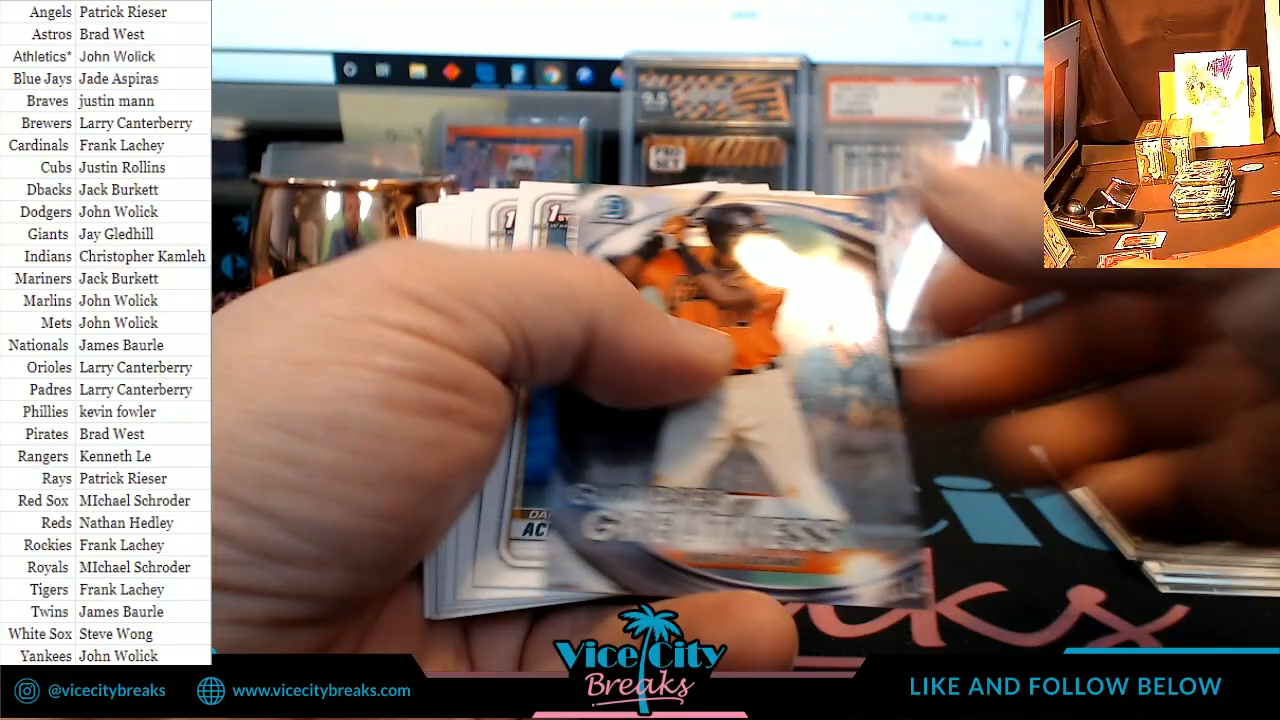 Angels Patrick Rieser
Astros Brad West
Athletics* John Wolick
Blue Jays Jade Aspiras
Braves justin mann
Brewers Larry Canterberry
Cardinals Frank Lachey
Cubs Justin Rollins
Dbacks Jack Burkett
Dodgers John Wolick
Giants Jay Gledhill
Indians Christopher Kamleh
Mariners Jack Burkett
Marlins John Wolick
Mets John Wolick
Nationals James Baurle
Orioles Larry Canterberry
Padres Larry Canterberry
Phillies kevin fowler
Pirates Brad West
Rangers Kenneth Le
Rays Patrick Rieser
Red Sox MIchael Schroder
Reds Nathan Hedley
Rockies Frank Lachey
Royals MIchael Schroder
Tigers Frank Lachey
Twins James Baurle
White Sox Steve Wong
Yankees John Wolick
9.5
PRO SET
GREATNESS
Vice City
Breaks
@vicecitybreaks
www.vicecitybreaks.com
LIKE AND FOLLOW BELOW